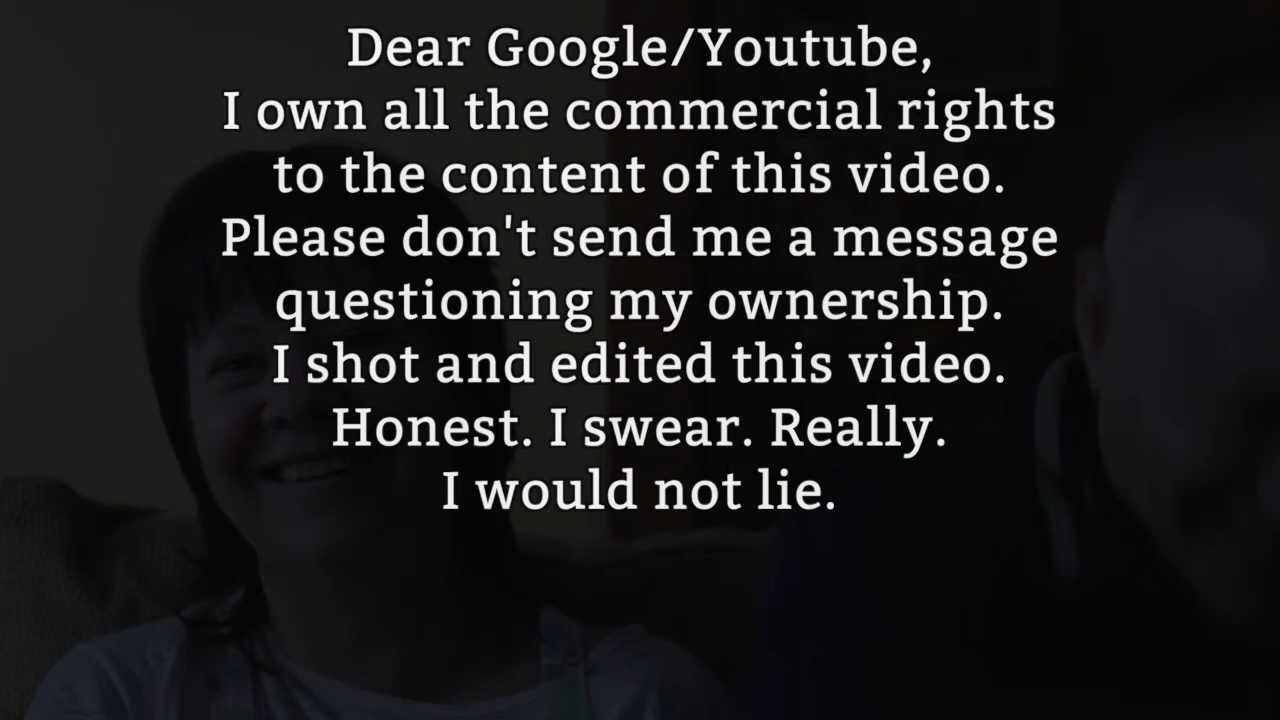 Dear Google/Youtube,
I own all the commercial rights
to the content of this video.
Please don't send me a message
questioning my ownership.
I shot and edited this video.
Honest. I swear. Really.
I would not lie.